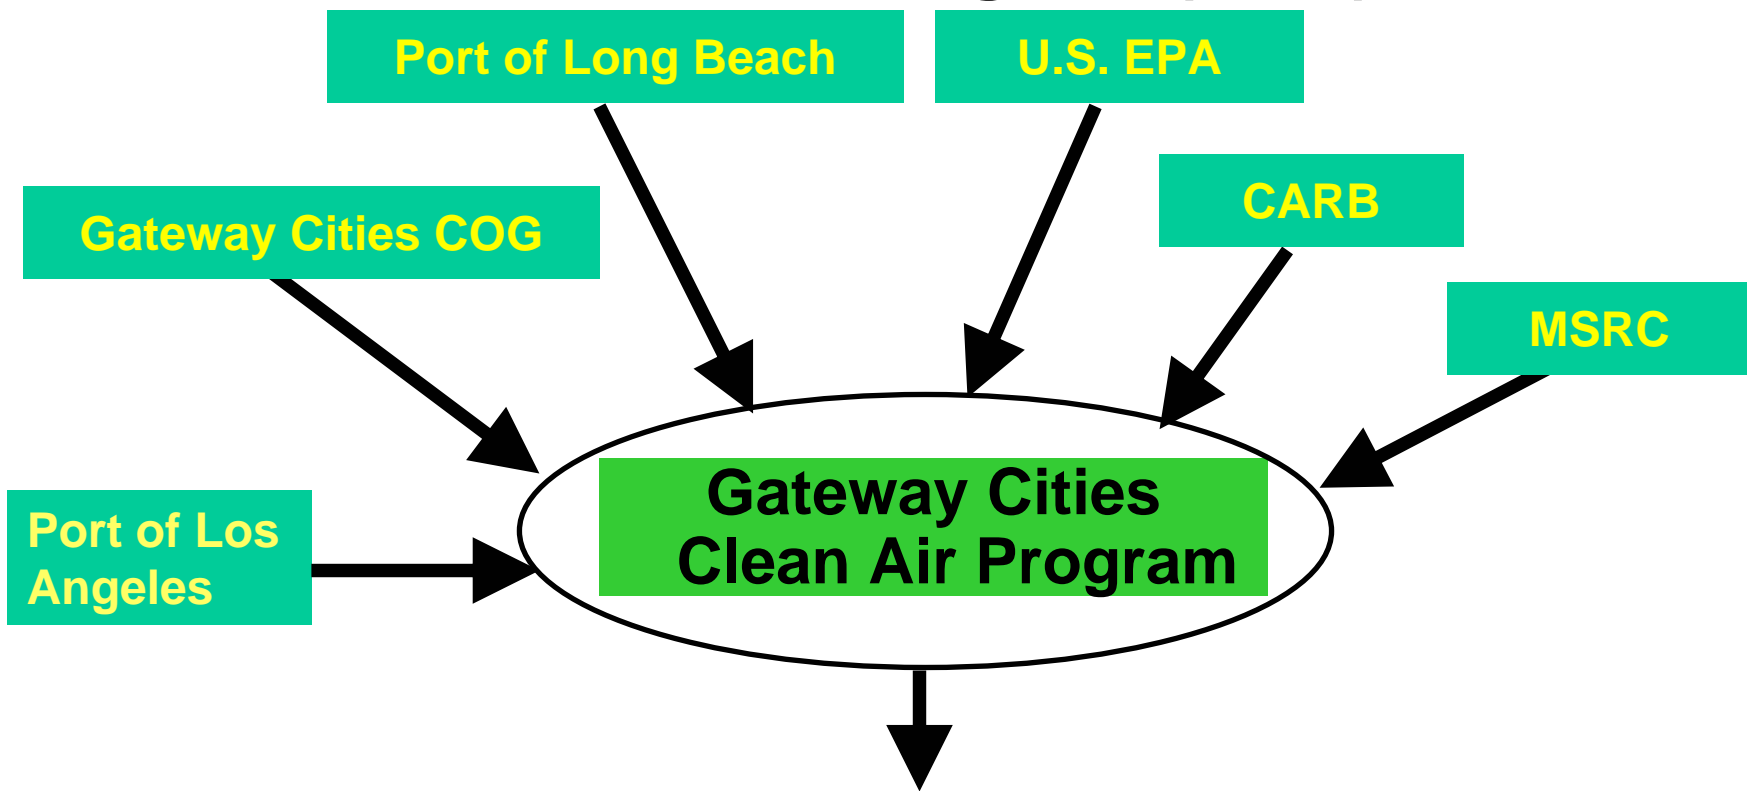 Port of Long Beach
U.S. EPA
CARB
Gateway Cities COG
MSRC
Gateway Cities
Clean Air Program
Port of Los
Angeles